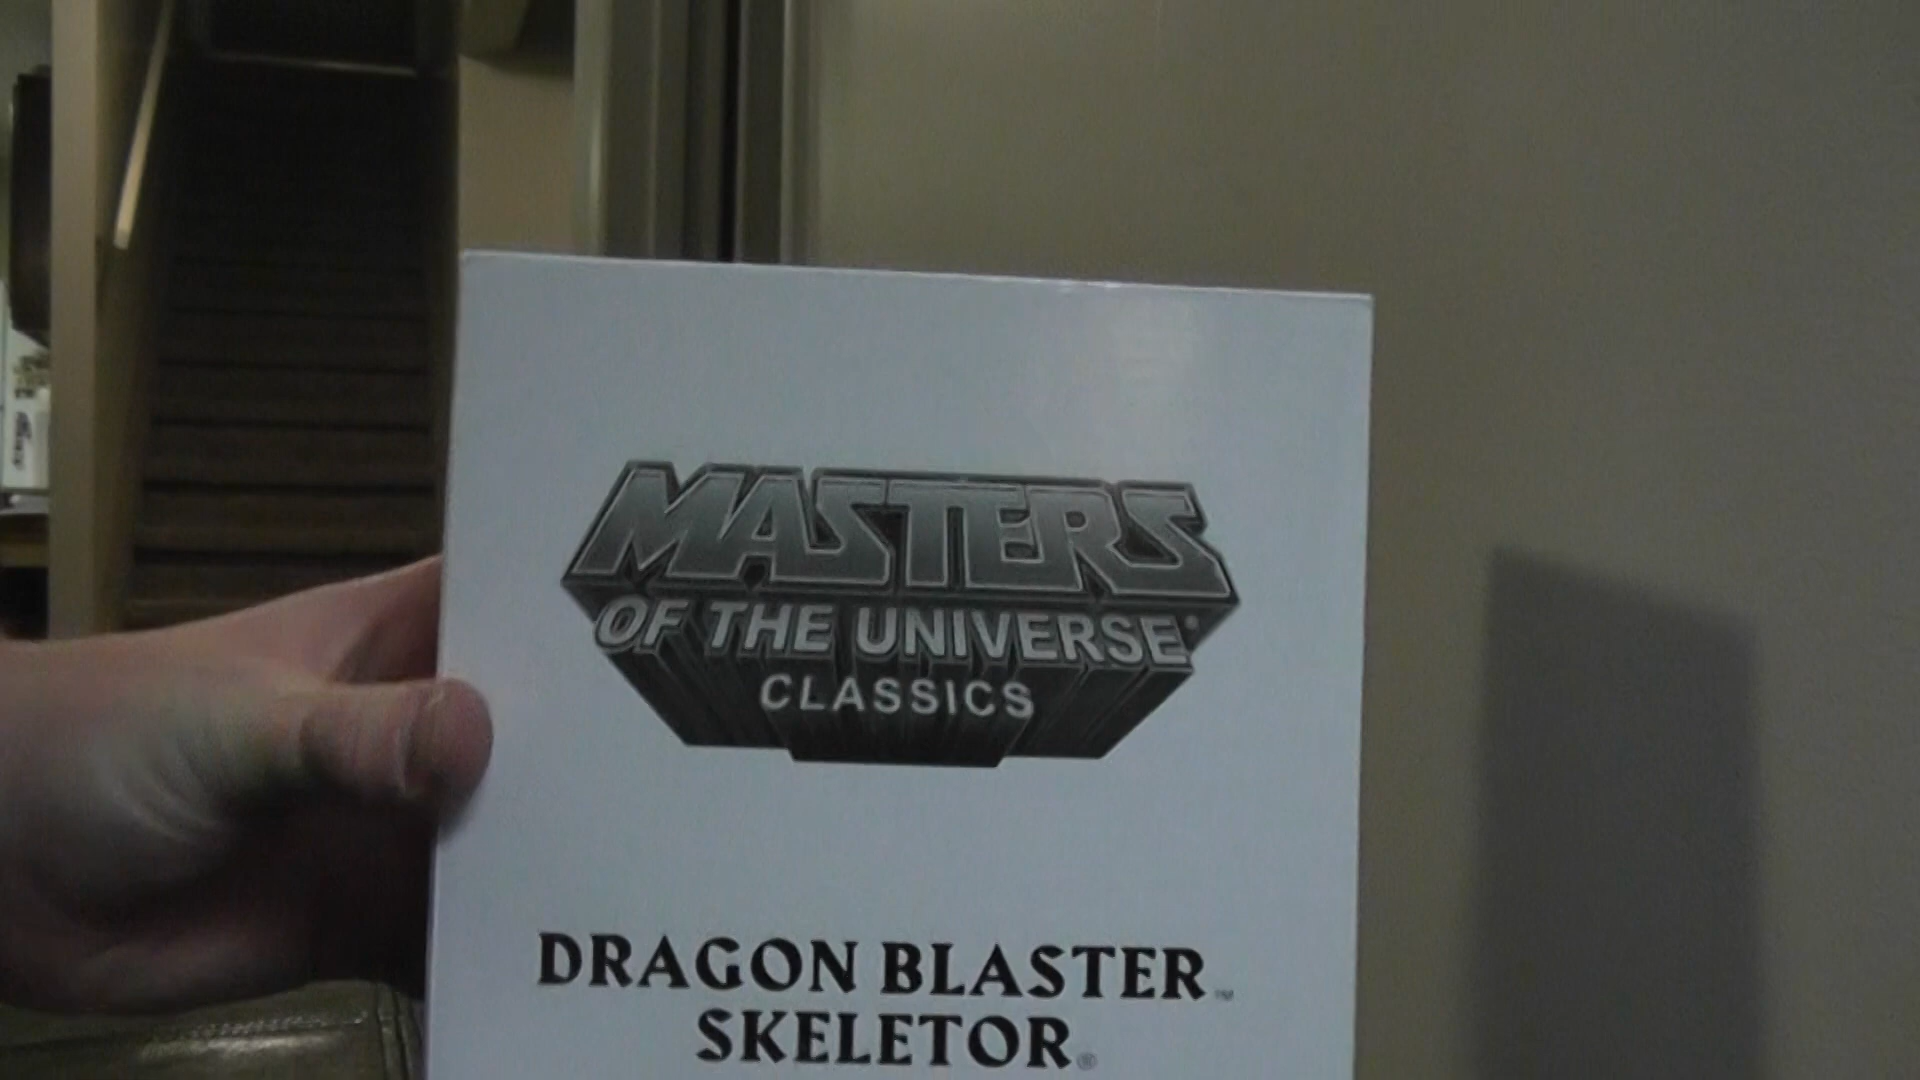 MASTERS
OF THE UNIVERSE®
CLASSICS
DRAGON BLASTER™
SKELETOR®